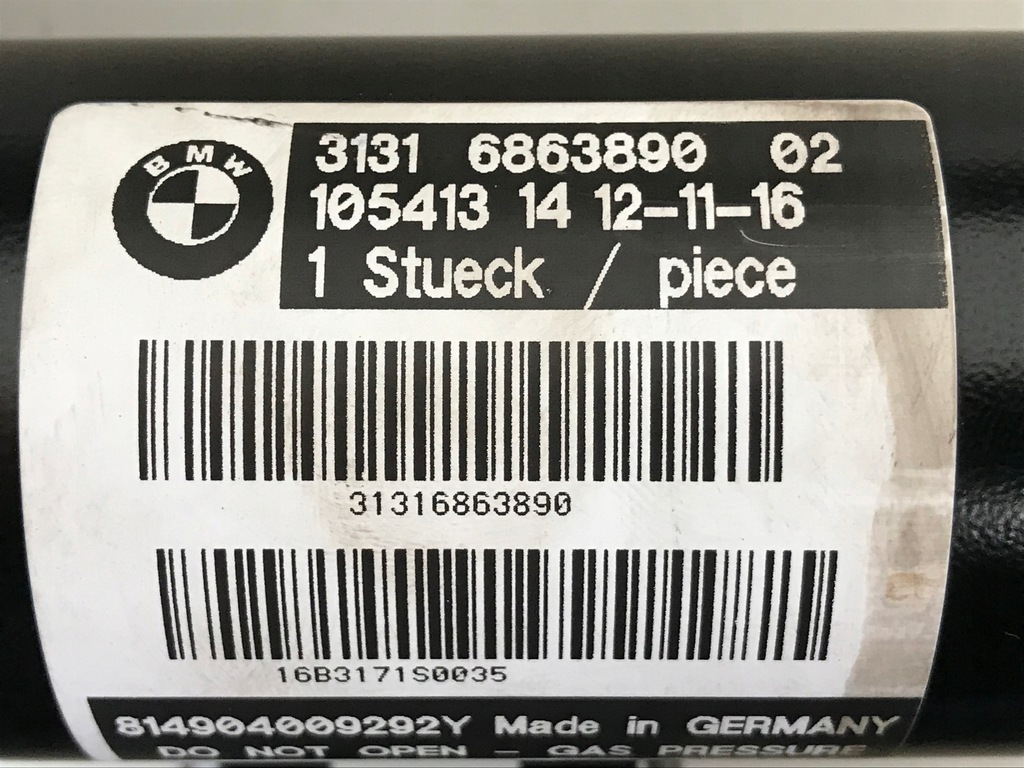 BMW
3131 6863890 02
105413 14 12-11-16
1 Stueck / piece
31316863890
16B3171S0035
814904009292Y Made in GERMANY
DO NOT OPEN - GAS PRESSURE